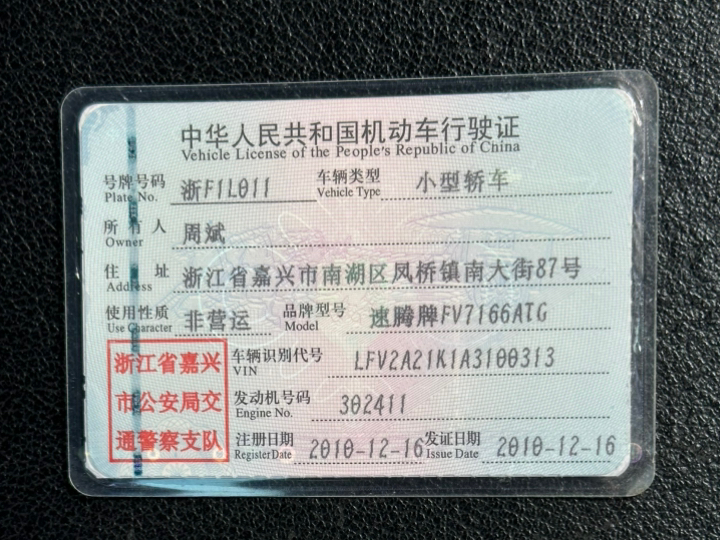 中华人民共和国机动车行驶证
Vehicle License of the People's Republic of China
号牌号码 浙F1L011 车辆类型 小型轿车
Plate No. Vehicle Type
所有人 周斌
Owner
住址 浙江省嘉兴市南湖区凤桥镇南大街87号
Address
使用性质 非营运 品牌型号 速腾牌FV7166ATG
Use Character Model
浙江省嘉兴
市公安局交
通警察支队
车辆识别代号 LFV2A21K1A3100313
VIN
发动机号码 302411
Engine No.
注册日期 2010-12-16 发证日期 2010-12-16
Register Date Issue Date